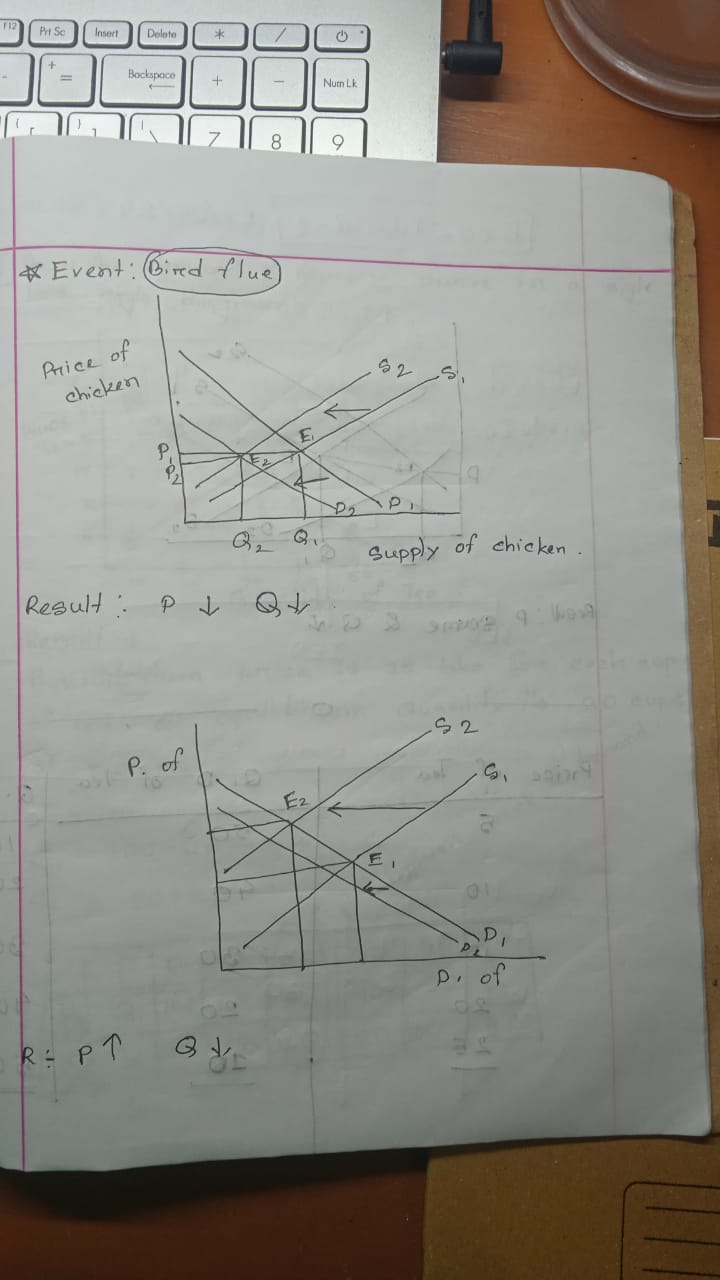 F12 Prt Sc Insert Delete * /
+ = Backspace + - Num Lk
7 8 9
☆ Event: Bired flue
Price of
chicken
S2 S1
P1 E1
P2 E2
D2 D1
Q2 Q1
Supply of chicken.
Result: P ↓ Q ↓
S2
P. of
S1
E2
E1
D1
D2
D. of
R: P ↑ Q ↓